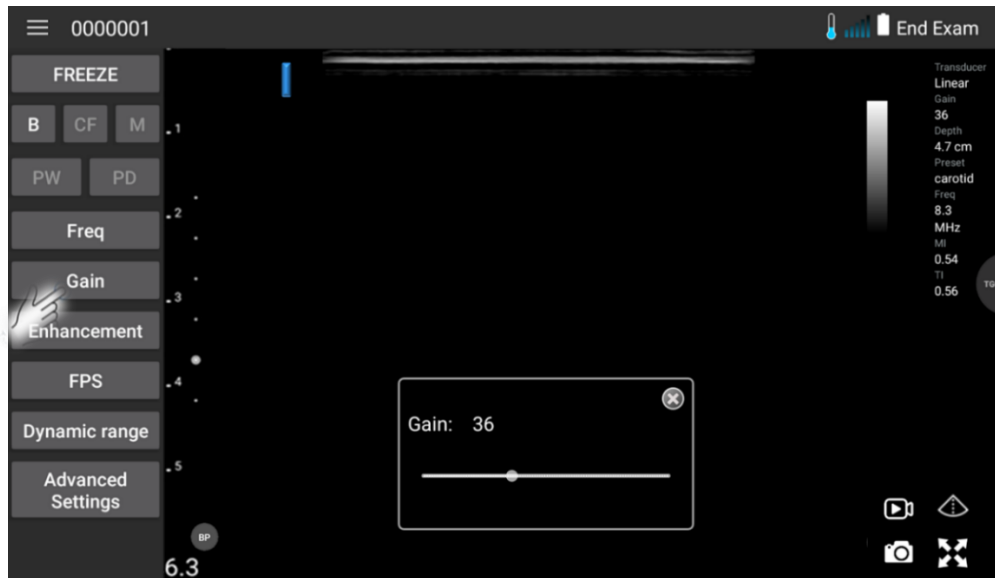 0000001
End Exam
FREEZE
B CF M
PW PD
Freq
Gain
Enhancement
FPS
Dynamic range
Advanced
Settings
.1
.2
.3
.4
.5
6.3
BP
Gain: 36
Transducer
Linear
Gain
36
Depth
4.7 cm
Preset
carotid
Freq
8.3
MHz
MI
0.54
TI
0.56
TG